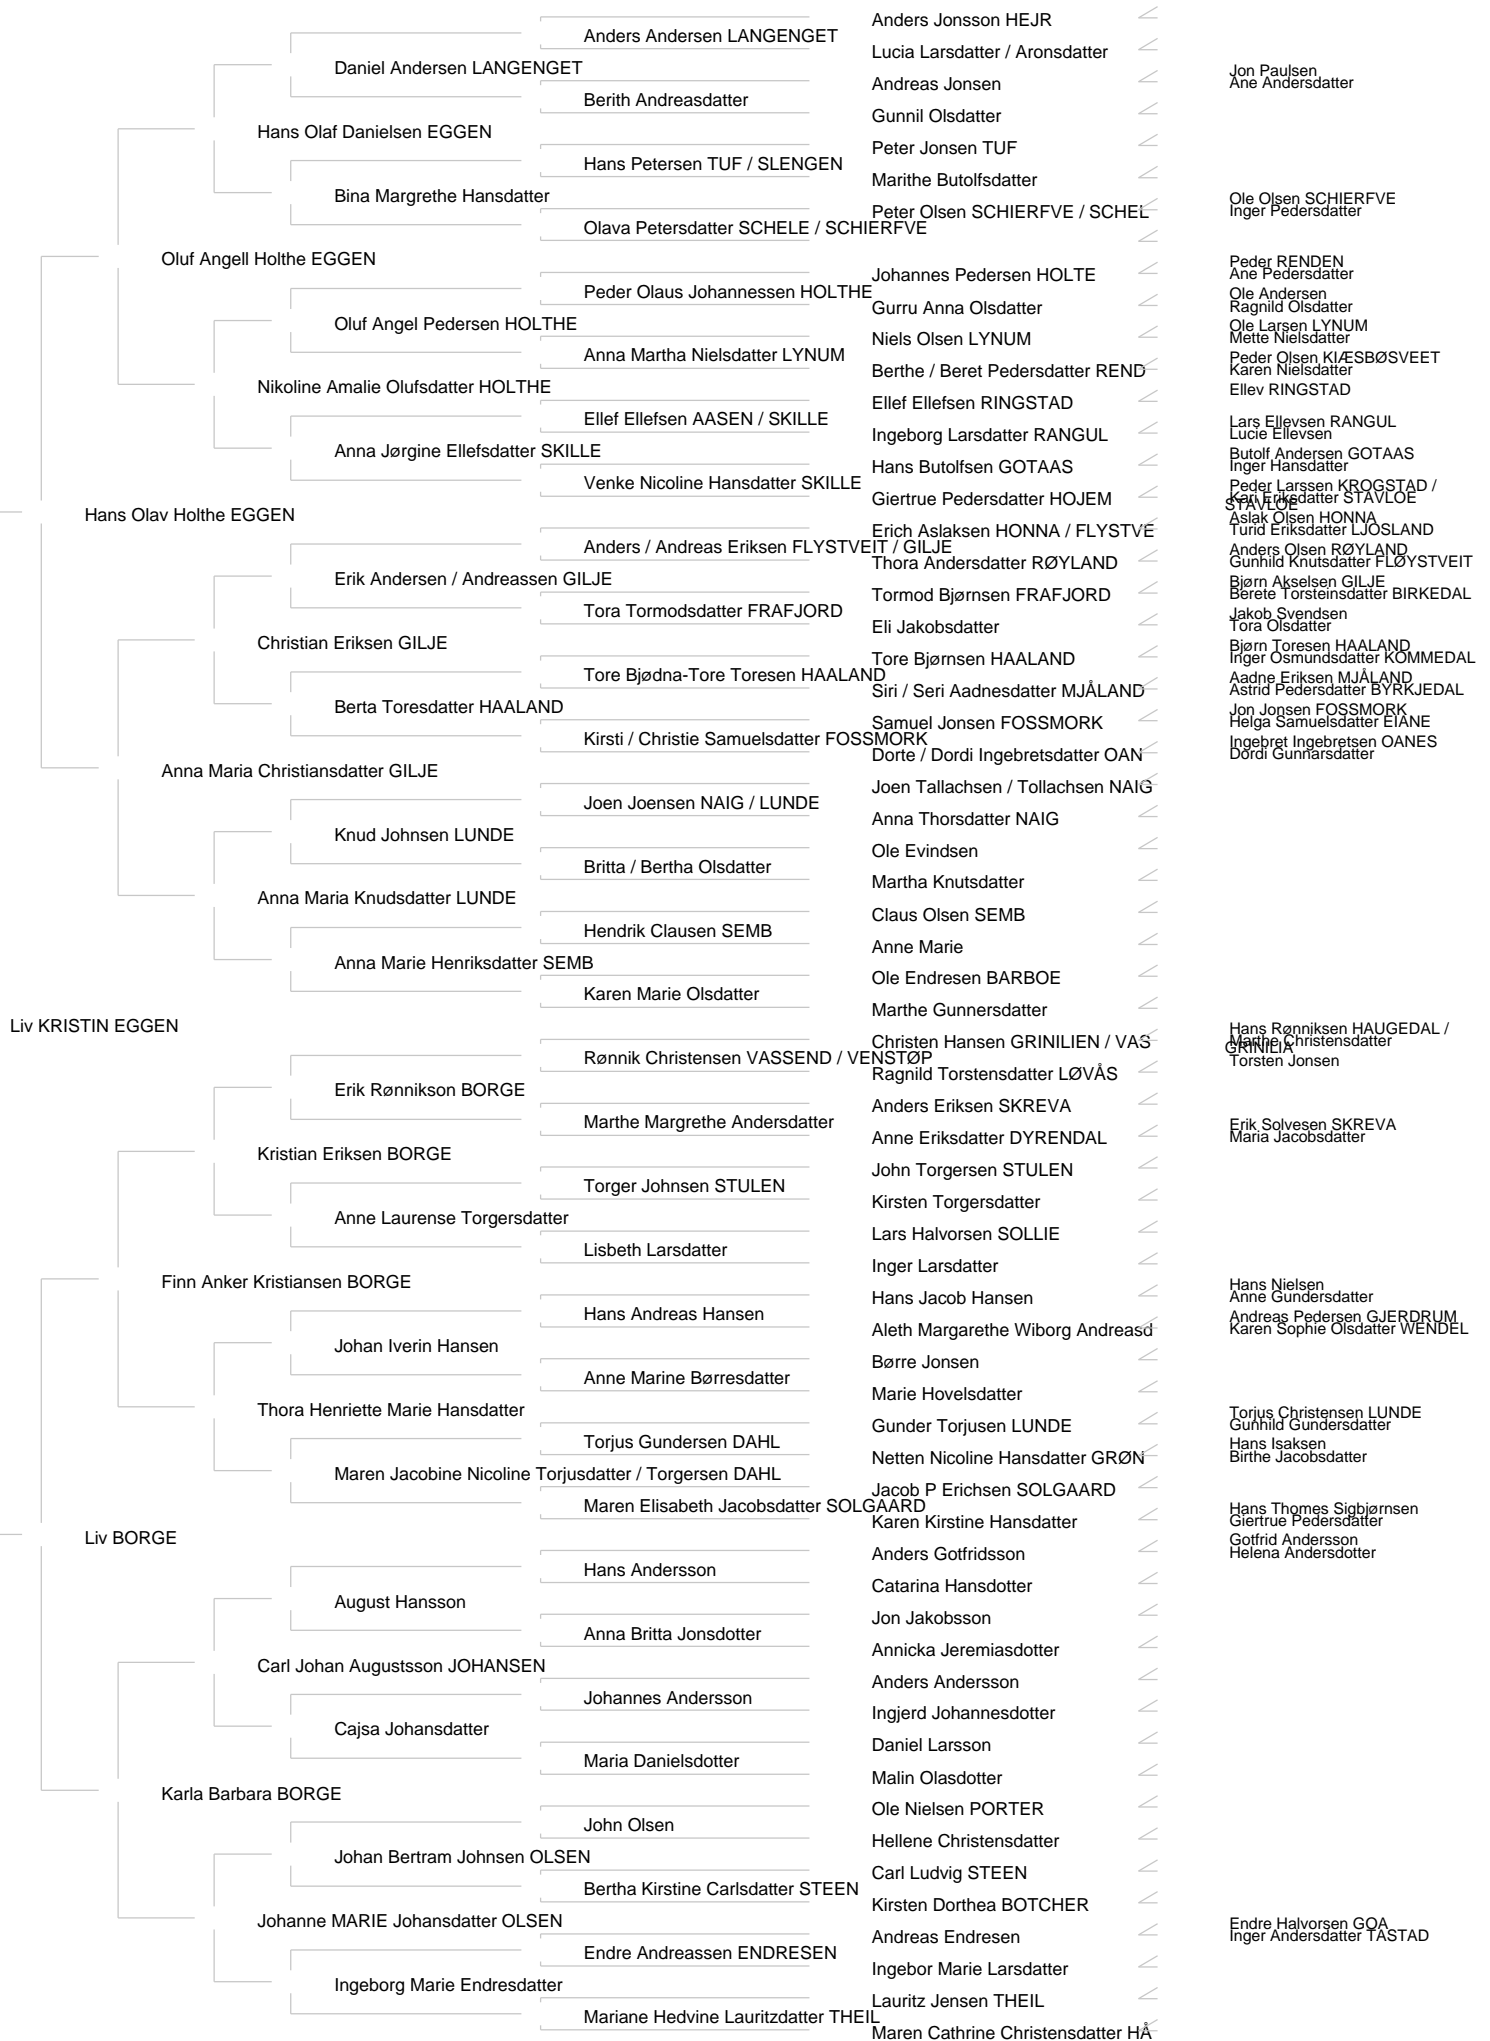 Anders Jonsson HEJR
Anders Andersen LANGENGET
Lucia Larsdatter / Aronsdatter
Daniel Andersen LANGENGET
Jon Paulsen
Ane Andersdatter
Andreas Jonsen
Berith Andreasdatter
Gunnil Olsdatter
Hans Olaf Danielsen EGGEN
Peter Jonsen TUF
Hans Petersen TUF / SLENGEN
Marithe Butolfsdatter
Bina Margrethe Hansdatter
Ole Olsen SCHIERFVE
Inger Pedersdatter
Peter Olsen SCHIERFVE / SCHEL
Olava Petersdatter SCHELE / SCHIERFVE
Oluf Angell Holthe EGGEN
Peder RENDEN
Ane Pedersdatter
Johannes Pedersen HOLTE
Peder Olaus Johannessen HOLTHE
Ole Andersen
Ragnild Olsdatter
Gurru Anna Olsdatter
Oluf Angel Pedersen HOLTHE
Ole Larsen LYNUM
Mette Nielsdatter
Niels Olsen LYNUM
Anna Martha Nielsdatter LYNUM
Peder Olsen KIÆSBØSVEET
Karen Nielsdatter
Berthe / Beret Pedersdatter REND
Nikoline Amalie Olufsdatter HOLTHE
Ellev RINGSTAD
Ellef Ellefsen RINGSTAD
Ellef Ellefsen AASEN / SKILLE
Lars Ellevsen RANGUL
Lucie Ellevsen
Ingeborg Larsdatter RANGUL
Anna Jørgine Ellefsdatter SKILLE
Butolf Andersen GOTAAS
Inger Hansdatter
Hans Butolfsen GOTAAS
Venke Nicoline Hansdatter SKILLE
Peder Larssen KROGSTAD /
STAVLOE
Kari Eriksdatter STAVLOE
Giertrue Pedersdatter HOJEM
Hans Olav Holthe EGGEN
Aslak Olsen HONNA
Turid Eriksdatter LJOSLAND
Erich Aslaksen HONNA / FLYSTVE
Anders / Andreas Eriksen FLYSTVEIT / GILJE
Anders Olsen RØYLAND
Gunhild Knutsdatter FLØYSTVEIT
Thora Andersdatter RØYLAND
Erik Andersen / Andreassen GILJE
Bjørn Akselsen GILJE
Berete Torsteinsdatter BIRKEDAL
Tormod Bjørnsen FRAFJORD
Tora Tormodsdatter FRAFJORD
Jakob Svendsen
Tora Olsdatter
Eli Jakobsdatter
Christian Eriksen GILJE
Bjørn Toresen HAALAND
Inger Osmundsdatter KOMMEDAL
Tore Bjørnsen HAALAND
Tore Bjødna-Tore Toresen HAALAND
Aadne Eriksen MJÅLAND
Astrid Pedersdatter BYRKJEDAL
Siri / Seri Aadnesdatter MJÅLAND
Berta Toresdatter HAALAND
Jon Jonsen FOSSMORK
Helga Samuelsdatter EIANE
Samuel Jonsen FOSSMORK
Kirsti / Christie Samuelsdatter FOSSMORK
Ingebret Ingebretsen OANES
Dordi Gunnarsdatter
Dorte / Dordi Ingebretsdatter OAN
Anna Maria Christiansdatter GILJE
Joen Tallachsen / Tollachsen NAIG
Joen Joensen NAIG / LUNDE
Anna Thorsdatter NAIG
Knud Johnsen LUNDE
Ole Evindsen
Britta / Bertha Olsdatter
Martha Knutsdatter
Anna Maria Knudsdatter LUNDE
Claus Olsen SEMB
Hendrik Clausen SEMB
Anne Marie
Anna Marie Henriksdatter SEMB
Ole Endresen BARBOE
Karen Marie Olsdatter
Marthe Gunnersdatter
Liv KRISTIN EGGEN
Hans Rønniksen HAUGEDAL /
GRINILIA
Marthe Christensdatter
Christen Hansen GRINILIEN / VAS
Rønnik Christensen VASSEND / VENSTØP
Torsten Jonsen
Ragnild Torstensdatter LØVÅS
Erik Rønnikson BORGE
Anders Eriksen SKREVA
Marthe Margrethe Andersdatter
Erik Solvesen SKREVA
Maria Jacobsdatter
Anne Eriksdatter DYRENDAL
Kristian Eriksen BORGE
John Torgersen STULEN
Torger Johnsen STULEN
Kirsten Torgersdatter
Anne Laurense Torgersdatter
Lars Halvorsen SOLLIE
Lisbeth Larsdatter
Inger Larsdatter
Finn Anker Kristiansen BORGE
Hans Nielsen
Anne Gundersdatter
Hans Jacob Hansen
Hans Andreas Hansen
Andreas Pedersen GJERDRUM
Karen Sophie Olsdatter WENDEL
Aleth Margarethe Wiborg Andreasd
Johan Iverin Hansen
Børre Jonsen
Anne Marine Børresdatter
Marie Hovelsdatter
Thora Henriette Marie Hansdatter
Torjus Christensen LUNDE
Gunhild Gundersdatter
Gunder Torjusen LUNDE
Torjus Gundersen DAHL
Hans Isaksen
Birthe Jacobsdatter
Netten Nicoline Hansdatter GRØN
Maren Jacobine Nicoline Torjusdatter / Torgersen DAHL
Jacob P Erichsen SOLGAARD
Maren Elisabeth Jacobsdatter SOLGAARD
Hans Thomes Sigbjørnsen
Giertrue Pedersdatter
Karen Kirstine Hansdatter
Liv BORGE
Gotfrid Andersson
Helena Andersdotter
Anders Gotfridsson
Hans Andersson
Catarina Hansdotter
August Hansson
Jon Jakobsson
Anna Britta Jonsdotter
Annicka Jeremiasdotter
Carl Johan Augustsson JOHANSEN
Anders Andersson
Johannes Andersson
Ingjerd Johannesdotter
Cajsa Johansdatter
Daniel Larsson
Maria Danielsdotter
Malin Olasdotter
Karla Barbara BORGE
Ole Nielsen PORTER
John Olsen
Hellene Christensdatter
Johan Bertram Johnsen OLSEN
Carl Ludvig STEEN
Bertha Kirstine Carlsdatter STEEN
Kirsten Dorthea BOTCHER
Johanne MARIE Johansdatter OLSEN
Endre Halvorsen GOA
Inger Andersdatter TASTAD
Andreas Endresen
Endre Andreassen ENDRESEN
Ingebor Marie Larsdatter
Ingeborg Marie Endresdatter
Lauritz Jensen THEIL
Mariane Hedvine Lauritzdatter THEIL
Maren Cathrine Christensdatter HÅ